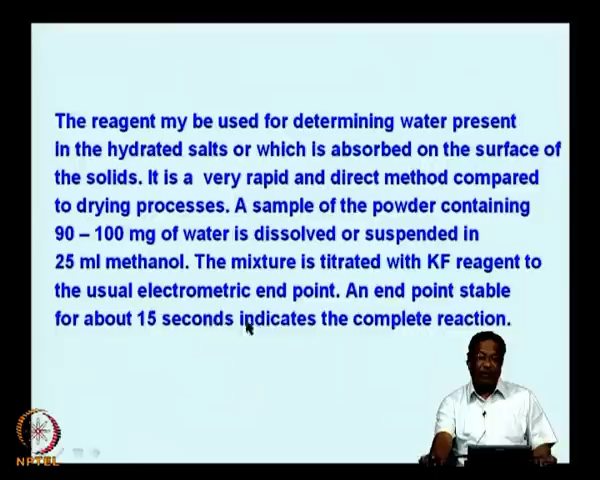 The reagent my be used for determining water present
in the hydrated salts or which is absorbed on the surface of
the solids. It is a very rapid and direct method compared
to drying processes. A sample of the powder containing
90 – 100 mg of water is dissolved or suspended in
25 ml methanol. The mixture is titrated with KF reagent to
the usual electrometric end point. An end point stable
for about 15 seconds indicates the complete reaction.
NPTEL